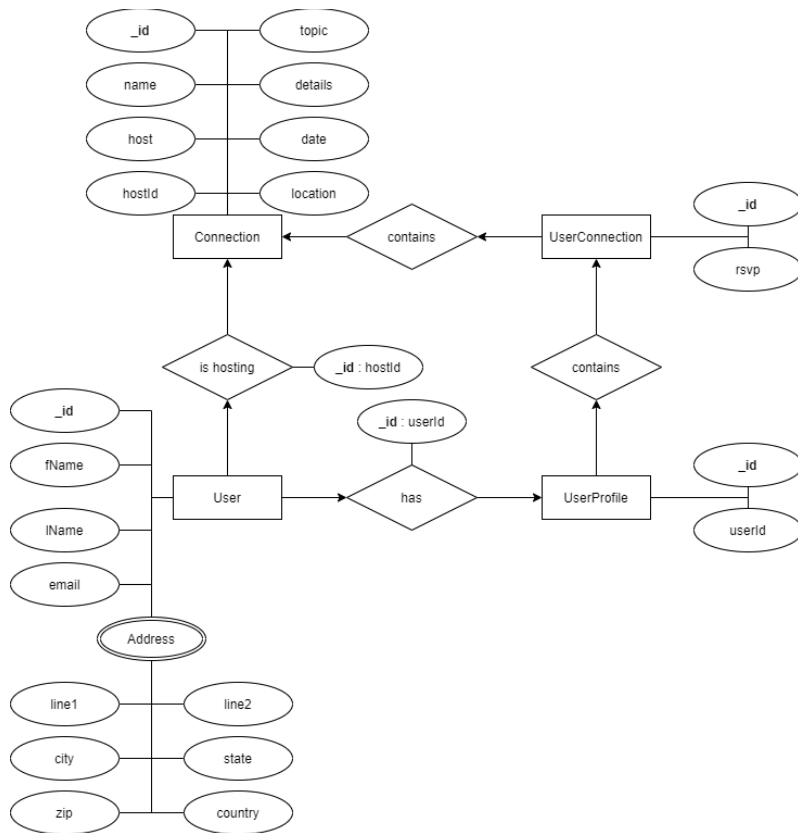 _id
topic
name
details
host
date
hostId
location
Connection
contains
UserConnection
_id
rsvp
is hosting
_id : hostId
contains
_id
fName
lName
email
_id : userId
User
has
UserProfile
_id
userId
Address
line1
line2
city
state
zip
country